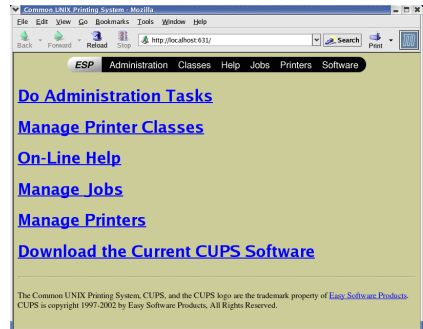 Common UNIX Printing System - Mozilla
File Edit View Go Bookmarks Tools Window Help
Back Forward Reload Stop http://localhost:631/ Search Print
ESP Administration Classes Help Jobs Printers Software
Do Administration Tasks
Manage Printer Classes
On-Line Help
Manage Jobs
Manage Printers
Download the Current CUPS Software
The Common UNIX Printing System, CUPS, and the CUPS logo are the trademark property of Easy Software Products.
CUPS is copyright 1997-2002 by Easy Software Products, All Rights Reserved.